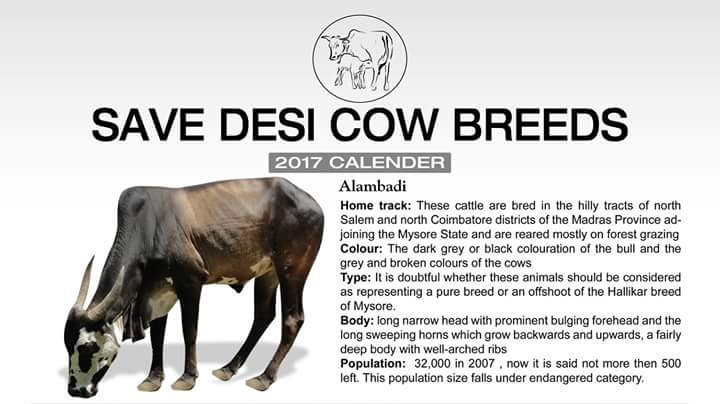 SAVE DESI COW BREEDS
2017 CALENDER
Alambadi
Home track: These cattle are bred in the hilly tracts of north
Salem and north Coimbatore districts of the Madras Province ad-
joining the Mysore State and are reared mostly on forest grazing
Colour: The dark grey or black colouration of the bull and the
grey and broken colours of the cows
Type: It is doubtful whether these animals should be considered
as representing a pure breed or an offshoot of the Hallikar breed
of Mysore.
Body: long narrow head with prominent bulging forehead and the
long sweeping horns which grow backwards and upwards, a fairly
deep body with well-arched ribs
Population: 32,000 in 2007 , now it is said not more then 500
left. This population size falls under endangered category.